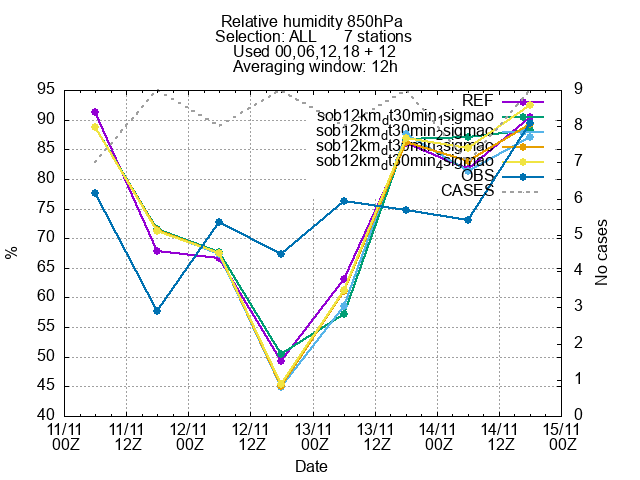 Relative humidity 850hPa
Selection: ALL 7 stations
Used 00,06,12,18 + 12
Averaging window: 12h
95
90
85
80
75
70
65
60
55
50
45
40
%
9
8
7
6
5
4
3
2
1
0
No cases
REF
sob12km_dt30min_1sigmao
sob12km_dt30min_2sigmao
sob12km_dt30min_3sigmao
sob12km_dt30min_4sigmao
OBS
CASES
11/11 11/11 12/11 12/11 13/11 13/11 14/11 14/11 15/11
00Z 12Z 00Z 12Z 00Z 12Z 00Z 12Z 00Z
Date